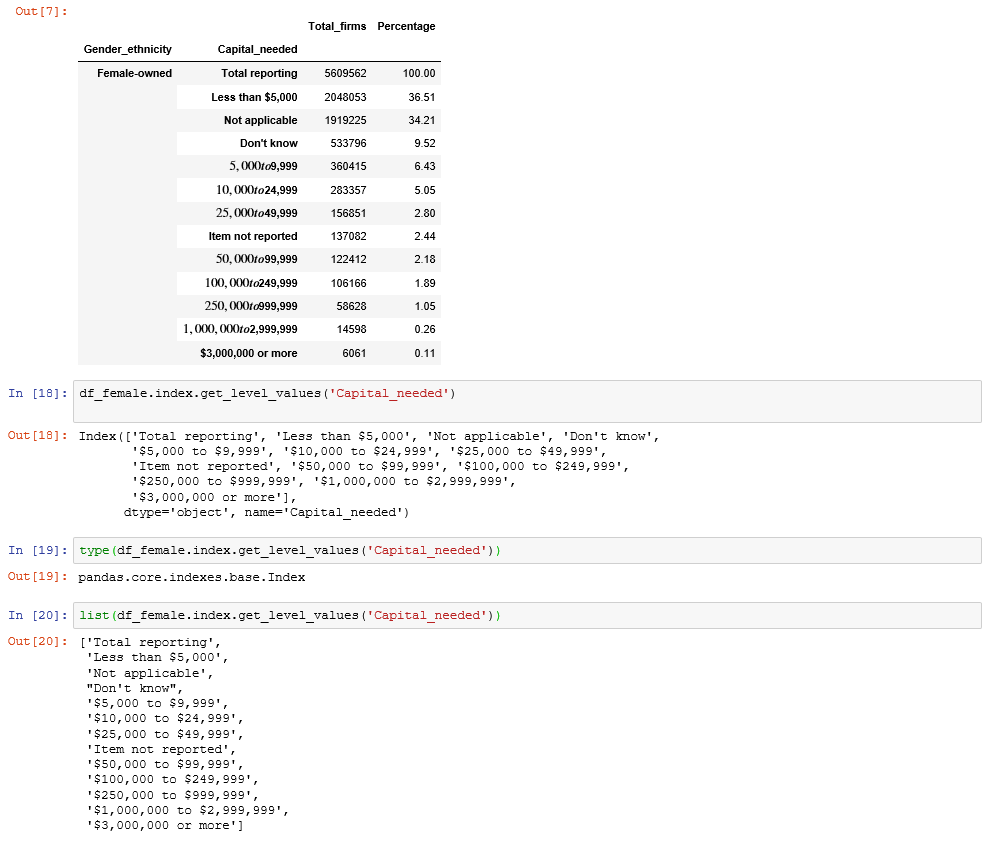 Out[7]:
Total_firms Percentage
Gender_ethnicity Capital_needed
Female-owned Total reporting 5609562 100.00
Less than $5,000 2048053 36.51
Not applicable 1919225 34.21
Don't know 533796 9.52
5, 000to9,999 360415 6.43
10, 000to24,999 283357 5.05
25, 000to49,999 156851 2.80
Item not reported 137082 2.44
50, 000to99,999 122412 2.18
100, 000to249,999 106166 1.89
250, 000to999,999 58628 1.05
1, 000, 000to2,999,999 14598 0.26
$3,000,000 or more 6061 0.11
In [18]: df_female.index.get_level_values('Capital_needed')
Out[18]: Index(['Total reporting', 'Less than $5,000', 'Not applicable', 'Don't know',
'$5,000 to $9,999', '$10,000 to $24,999', '$25,000 to $49,999',
'Item not reported', '$50,000 to $99,999', '$100,000 to $249,999',
'$250,000 to $999,999', '$1,000,000 to $2,999,999',
'$3,000,000 or more'],
dtype='object', name='Capital_needed')
In [19]: type(df_female.index.get_level_values('Capital_needed'))
Out[19]: pandas.core.indexes.base.Index
In [20]: list(df_female.index.get_level_values('Capital_needed'))
Out[20]: ['Total reporting',
'Less than $5,000',
'Not applicable',
"Don't know",
'$5,000 to $9,999',
'$10,000 to $24,999',
'$25,000 to $49,999',
'Item not reported',
'$50,000 to $99,999',
'$100,000 to $249,999',
'$250,000 to $999,999',
'$1,000,000 to $2,999,999',
'$3,000,000 or more']